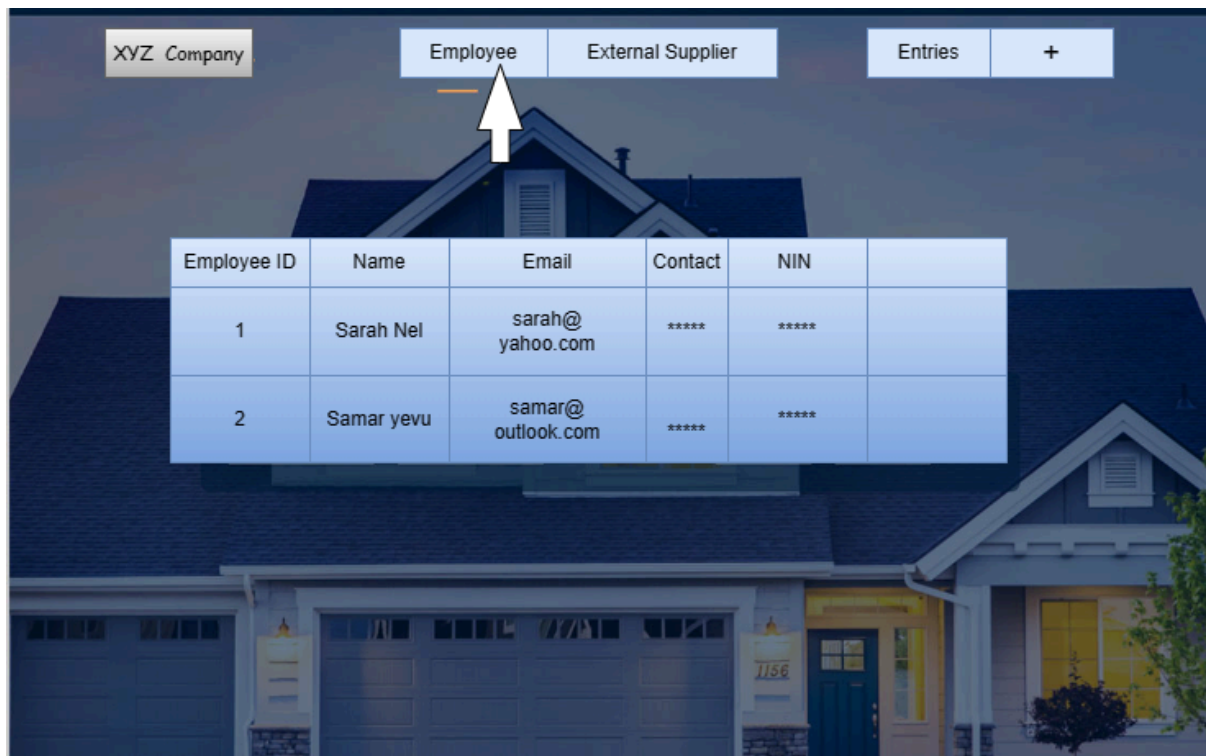 XYZ Company
Employee
External Supplier
Entries
+
Employee ID
Name
Email
Contact
NIN
1
Sarah Nel
sarah@
yahoo.com
*****
*****
2
Samar yevu
samar@
outlook.com
*****
*****
1156